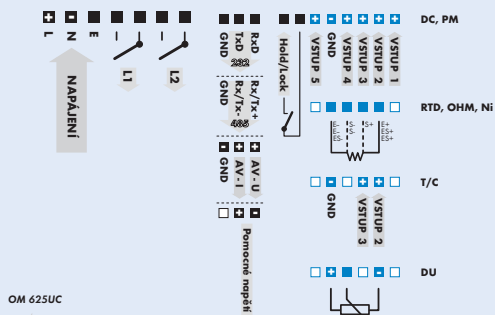 L
N
E
NAPÁJENÍ
L1
L2
GND
TxD
RxD
232
GND
Rx/Tx-
Rx/Tx+
485
GND
AV - I
AV - U
Pomocné napětí
Hold/Lock
VSTUP 5
GND
VSTUP 4
VSTUP 3
VSTUP 2
VSTUP 1
DC, PM
RTD, OHM, Ni
E- S- S+ E+
E- S- ES+
ES- ES+
T/C
GND
VSTUP 3
VSTUP 2
DU
OM 625UC